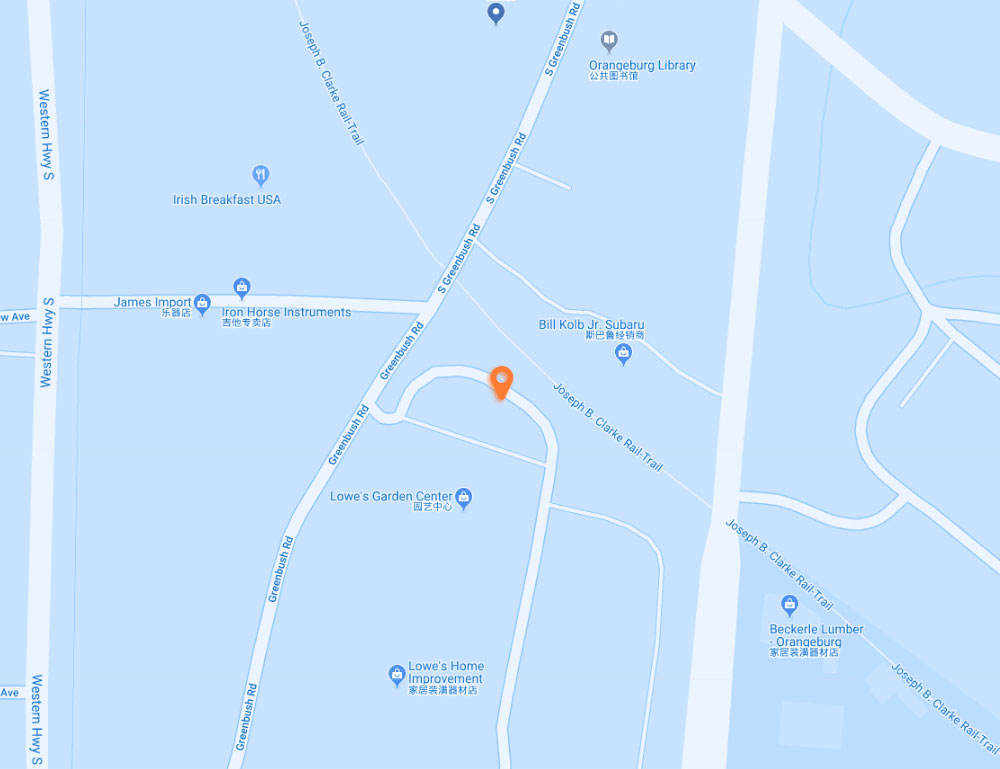 S Greenbush Rd
Joseph B. Clarke Rail-Trail
Orangeburg Library
公共图书馆
Western Hwy S
S Greenbush Rd
Irish Breakfast USA
S Greenbush Rd
James Import
乐器店
Iron Horse Instruments
吉他专卖店
w Ave
Western Hwy S
Bill Kolb Jr. Subaru
斯巴鲁经销商
Greenbush Rd
Joseph B. Clarke Rail-Trail
Greenbush Rd
Lowe's Garden Center
园艺中心
Joseph B. Clarke Rail-Trail
Greenbush Rd
Beckerle Lumber
- Orangeburg
家居装潢器材店
Lowe's Home
Improvement
家居装潢器材店
Joseph B. Clarke Rail-Trail
Ave
Western Hwy S
Greenbush Rd